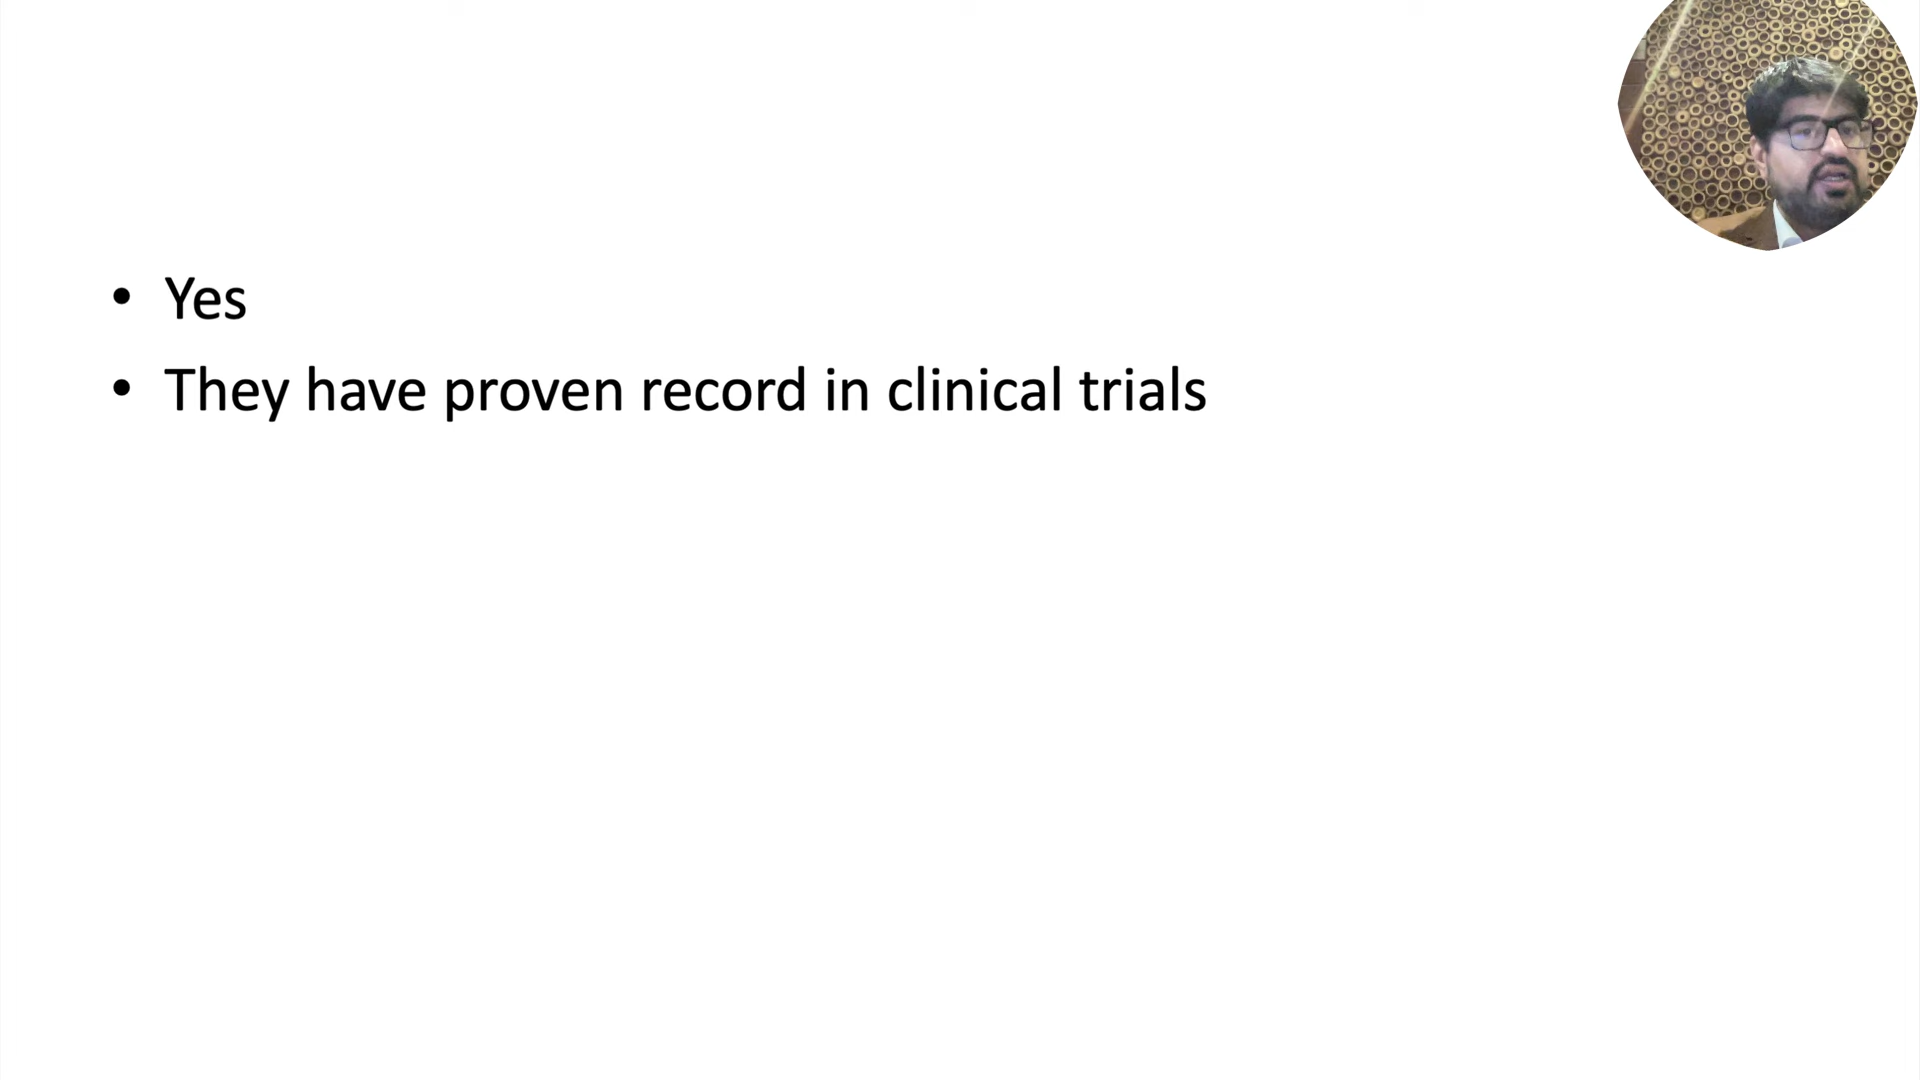 • Yes
• They have proven record in clinical trials